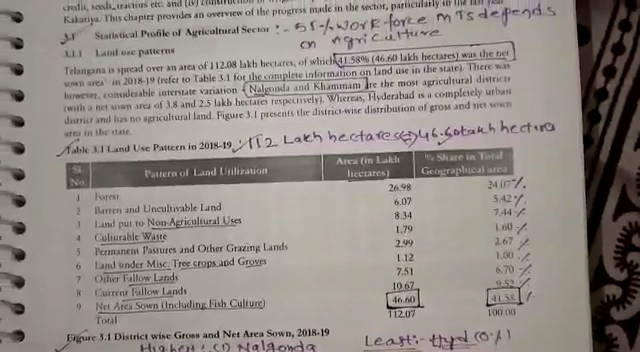 credit, seeds, tractors etc. and (iv) construction
Kakatiya. This chapter provides an overview of the progress made in the sector, particularly in the last year
3.1 Statistical Profile of Agricultural Sector :- 55% workforce in TS depends
on Agriculture
3.1.1 Land use patterns
Telangana is spread over an area of 112.08 lakh hectares, of which 41.58% (46.60 lakh hectares) was the net
sown area in 2018-19 (refer to Table 3.1 for the complete information on land use in the state). There was
however, considerable interstate variation - Nalgonda and Khammam are the most agricultural districts
(with a net sown area of 3.8 and 2.5 lakh hectares respectively). Whereas, Hyderabad is a completely urban
district and has no agricultural land. Figure 3.1 presents the district-wise distribution of gross and net sown
area in the state.
Table 3.1 Land Use Pattern in 2018-19 112 Lakh hectares 46.60 Lakh hectares
Sl. No. Pattern of Land Utilization Area (in Lakh hectares) % Share in Total Geographical area
1 Forest 26.98 24.07%
2 Barren and Uncultivable Land 6.07 5.42%
3 Land put to Non-Agricultural Uses 8.34 7.44%
4 Culturable Waste 1.79 1.60%
5 Permanent Pastures and Other Grazing Lands 2.99 2.67%
6 Land under Misc. Tree crops and Groves 1.12 1.00%
7 Other Fallow Lands 7.51 6.70%
8 Current Fallow Lands 10.67 9.52%
9 Net Area Sown (Including Fish Culture) 46.60 41.58%
Total 112.07 100.00
Figure 3.1 District wise Gross and Net Area Sown, 2018-19 Least:- Hyd (0%)
Highest :- (1) Nalgonda